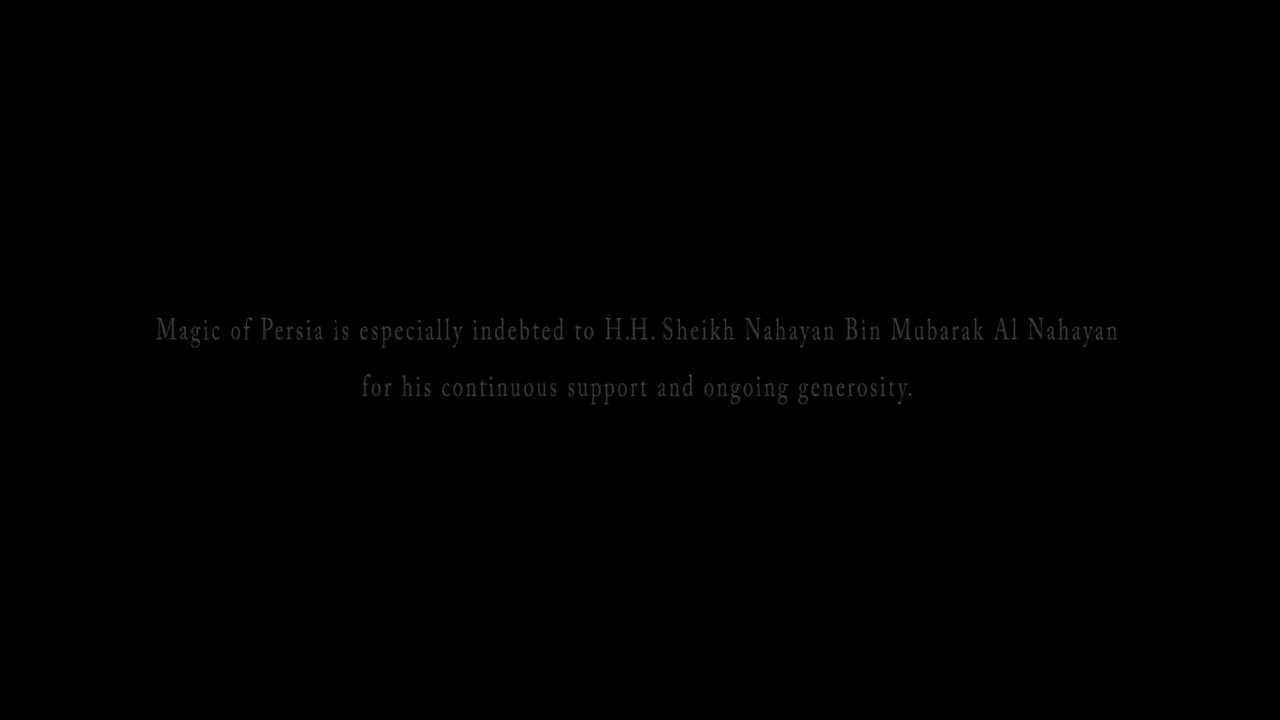 Magic of Persia is especially indebted to H.H. Sheikh Nahayan Bin Mubarak Al Nahayan
for his continuous support and ongoing generosity.